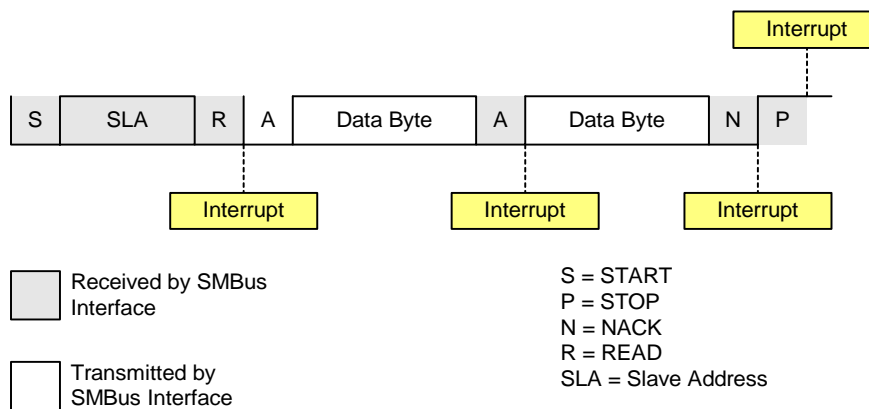 Interrupt
S SLA R A Data Byte A Data Byte N P
Interrupt Interrupt Interrupt
Received by SMBus
Interface
Transmitted by
SMBus Interface
S = START
P = STOP
N = NACK
R = READ
SLA = Slave Address